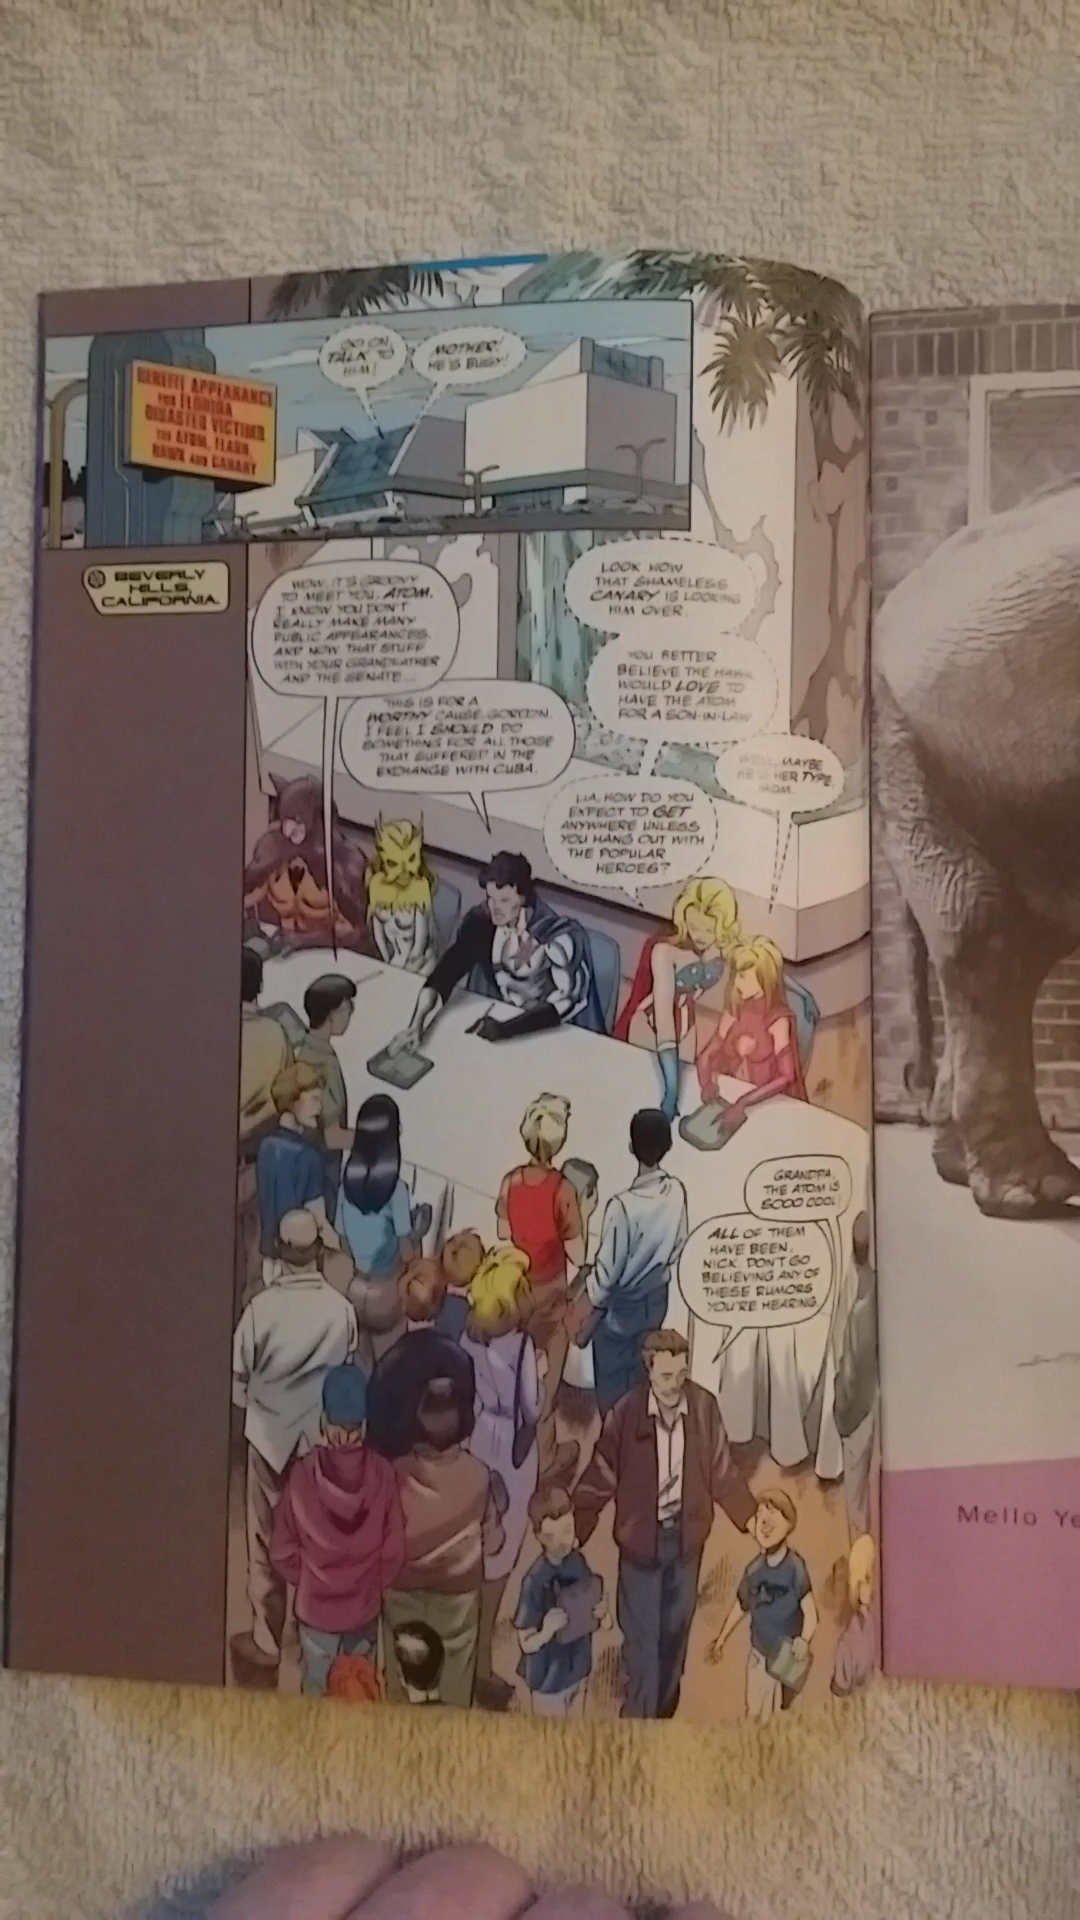 GO ON,
TALK TO
HIM!
MOTHER!
HE IS BUSY!
BENEFIT APPEARANCE
FOR FLORIDA
DISASTER VICTIMS
THE ATOM, FLASH,
HAWK AND CANARY
BEVERLY
HILLS,
CALIFORNIA.
WOW, IT'S GROOVY
TO MEET YOU, ATOM.
I KNOW YOU DON'T
REALLY MAKE MANY
PUBLIC APPEARANCES.
AND NOW THAT STUFF
WITH YOUR GRANDFATHER
AND THE SENATE...
THIS IS FOR A
WORTHY CAUSE, GORDON.
I FEEL I SHOULD DO
SOMETHING FOR ALL THOSE
THAT SUFFERED IN THE
EXCHANGE WITH CUBA.
LOOK HOW
THAT SHAMELESS
CANARY IS LOOKING
HIM OVER.
YOU BETTER
BELIEVE THE HAWK
WOULD LOVE TO
HAVE THE ATOM
FOR A SON-IN-LAW
LIA, HOW DO YOU
EXPECT TO GET
ANYWHERE UNLESS
YOU HANG OUT WITH
THE POPULAR
HEROES?
WELL, MAYBE
HE IS HER TYPE,
MOM.
GRANDPA,
THE ATOM IS
SOOO COOL!
ALL OF THEM
HAVE BEEN,
NICK. DON'T GO
BELIEVING ANY OF
THESE RUMORS
YOU'RE HEARING.
Mello Ye